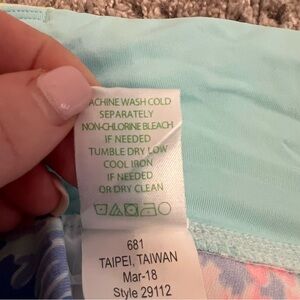 ACHINE WASH COLD
SEPARATELY
NON-CHLORINE BLEACH
IF NEEDED
TUMBLE DRY LOW
COOL IRON
IF NEEDED
OR DRY CLEAN
681
TAIPEI, TAIWAN
Mar-18
Style 29112